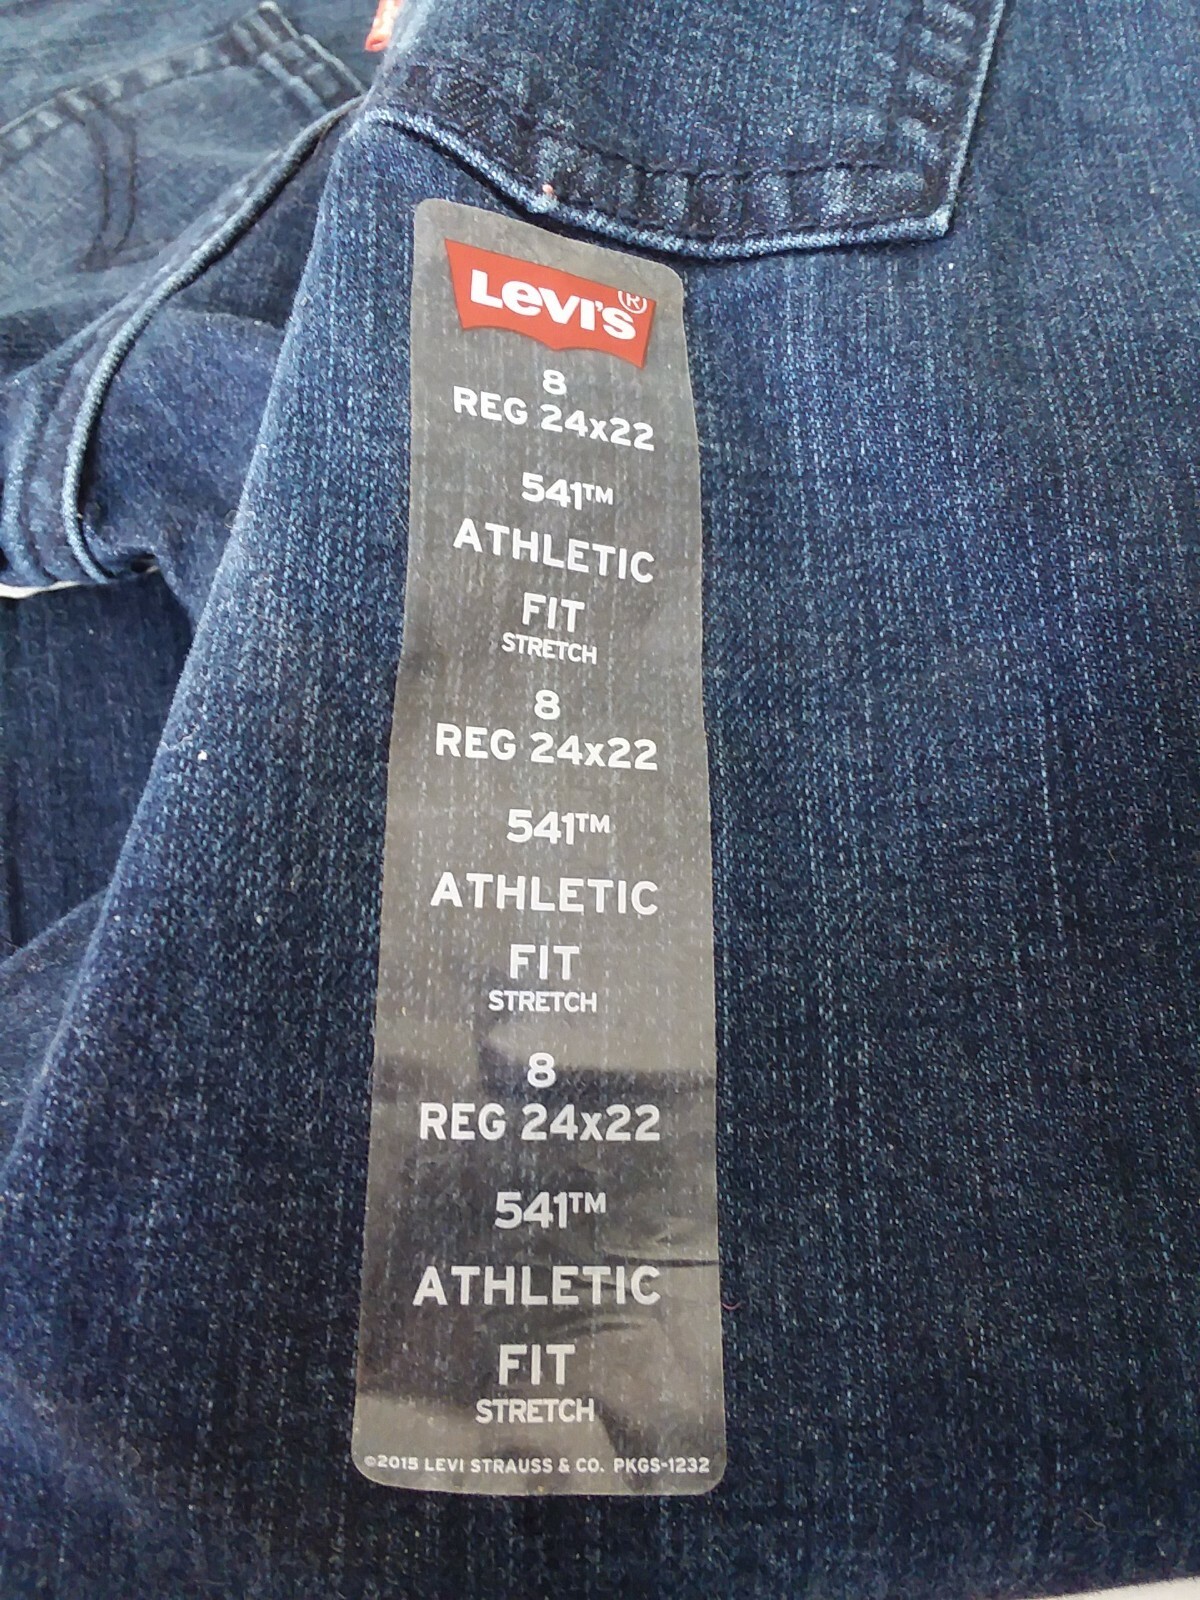 Levi's®
8
REG 24x22
541™
ATHLETIC
FIT
STRETCH
8
REG 24x22
541™
ATHLETIC
FIT
STRETCH
8
REG 24x22
541™
ATHLETIC
FIT
STRETCH
©2015 LEVI STRAUSS & CO. PKGS-1232